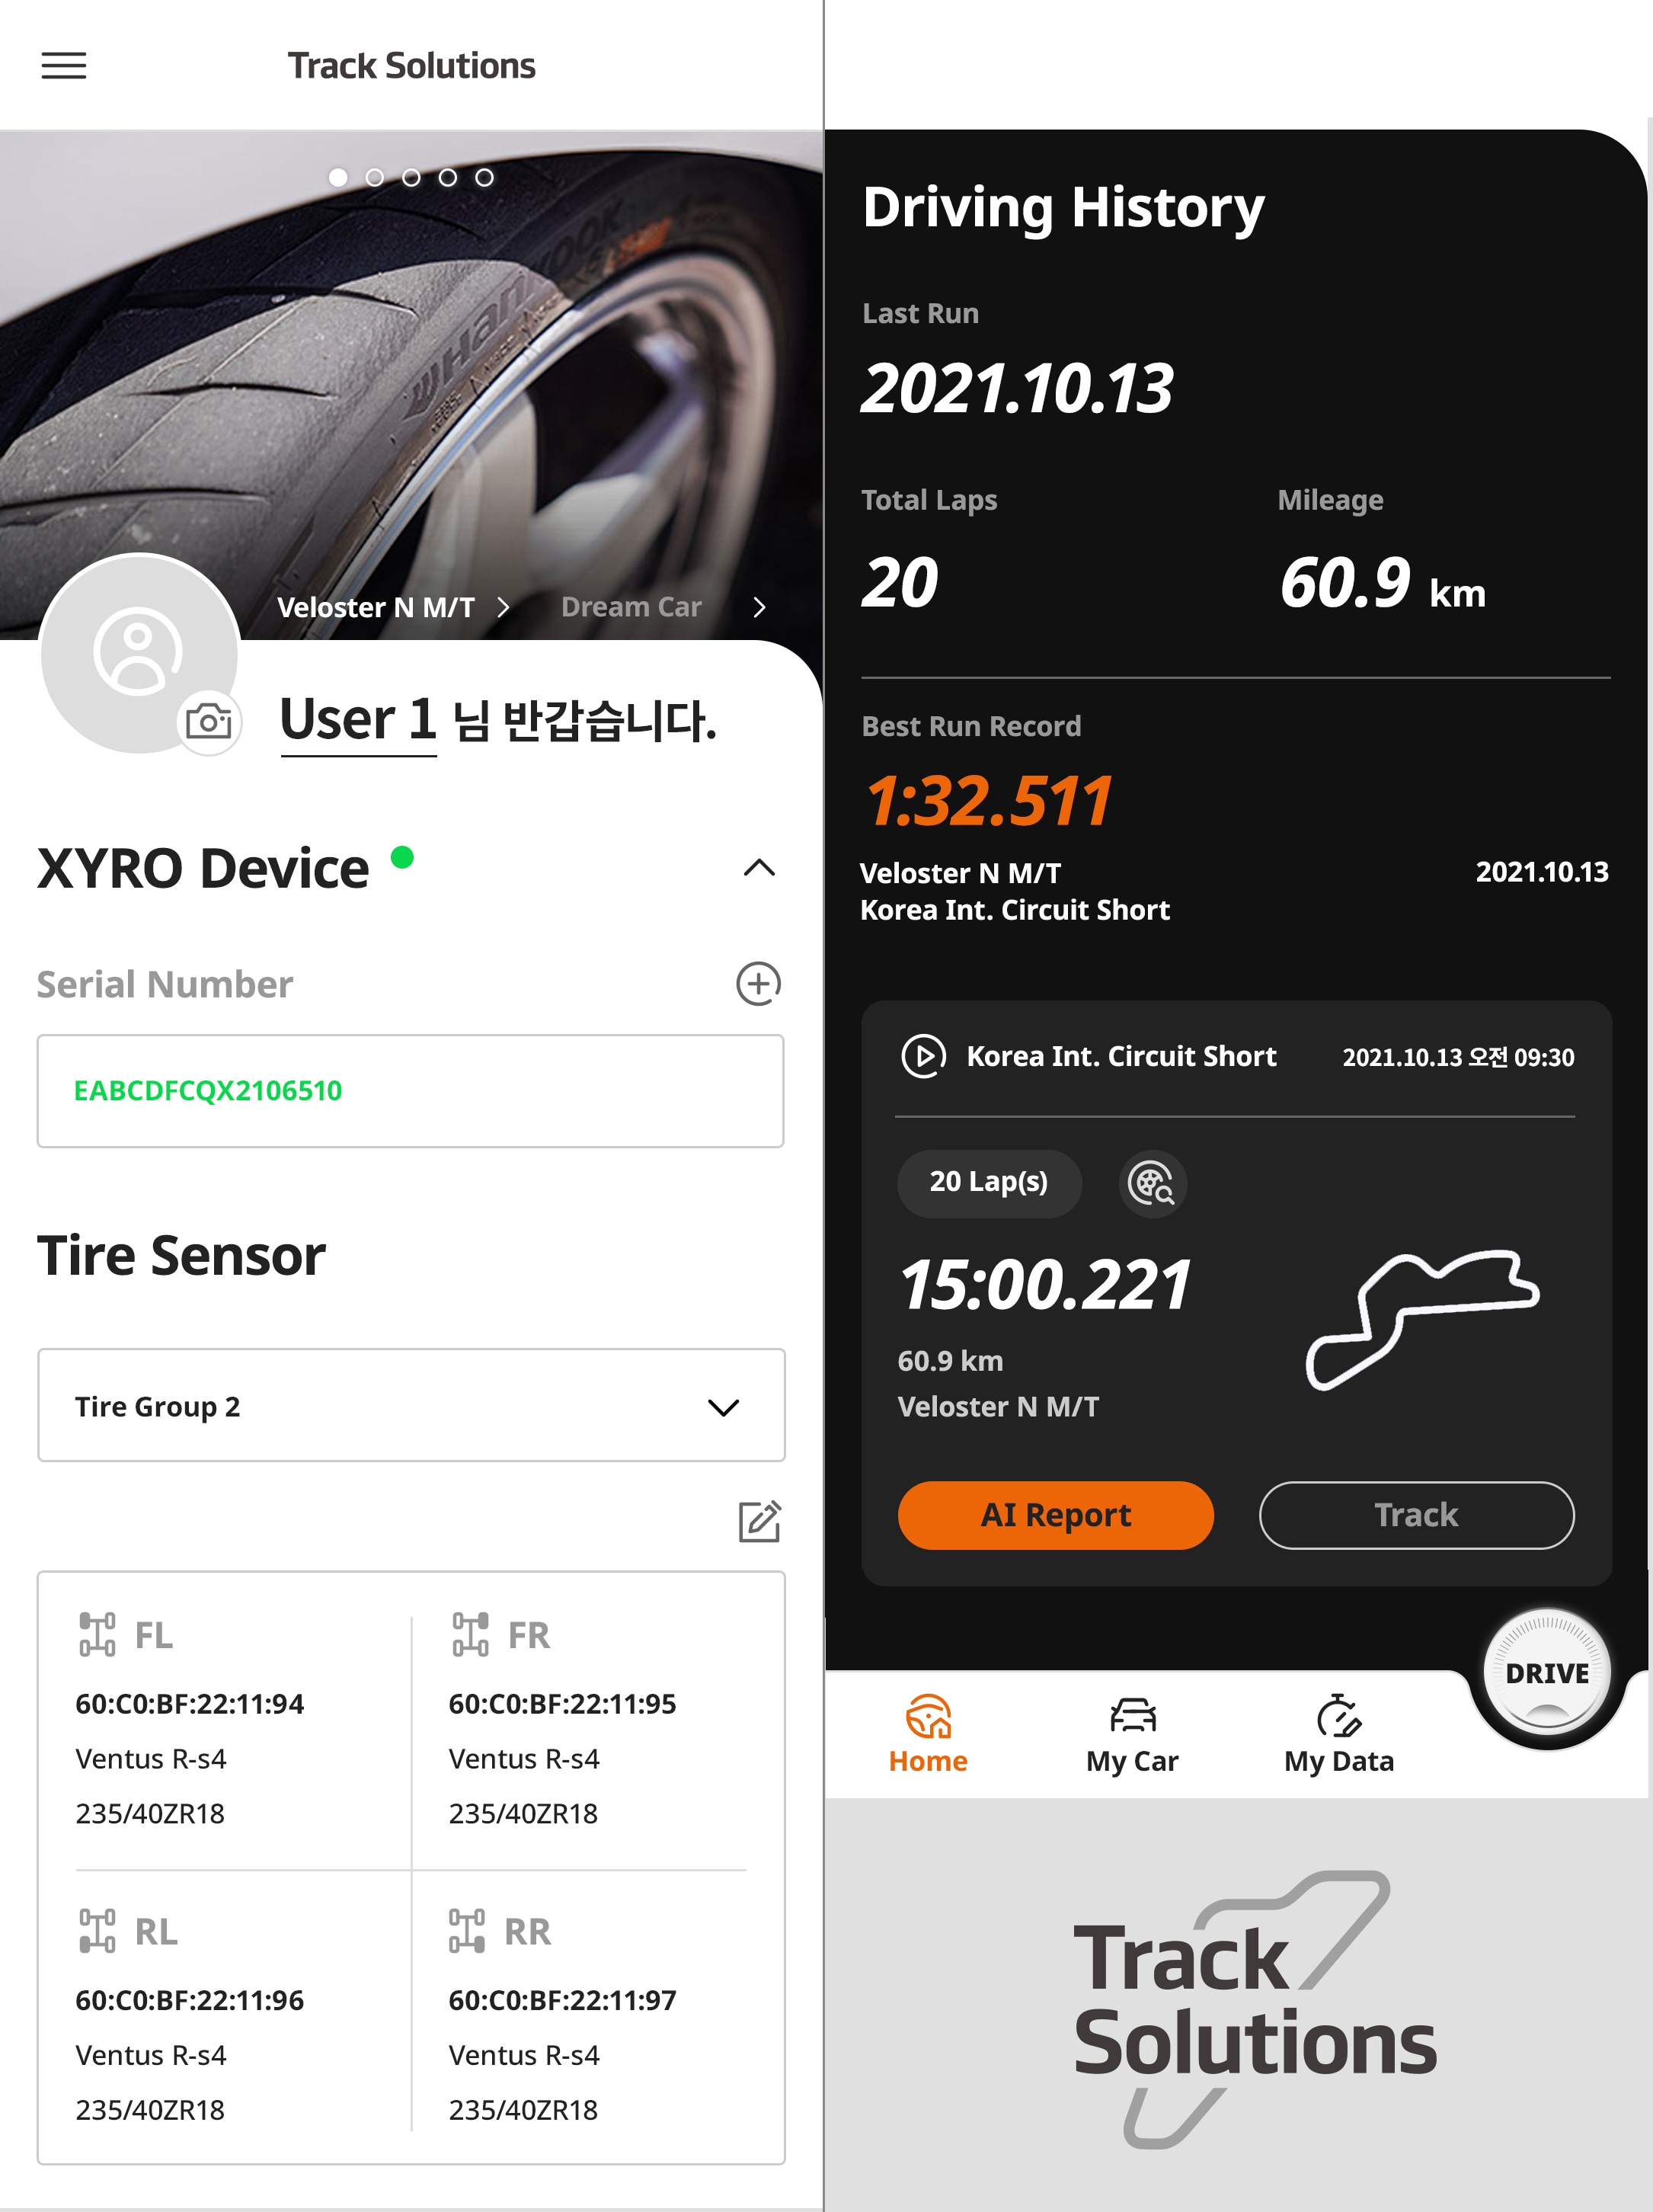 Track Solutions
Veloster N M/T
Dream Car
User 1 님 반갑습니다.
XYRO Device
Serial Number
EABCDFCQX2106510
Tire Sensor
Tire Group 2
FL
60:C0:BF:22:11:94
Ventus R-s4
235/40ZR18
FR
60:C0:BF:22:11:95
Ventus R-s4
235/40ZR18
RL
60:C0:BF:22:11:96
Ventus R-s4
235/40ZR18
RR
60:C0:BF:22:11:97
Ventus R-s4
235/40ZR18
Driving History
Last Run
2021.10.13
Total Laps
20
Mileage
60.9 km
Best Run Record
1:32.511
Veloster N M/T
2021.10.13
Korea Int. Circuit Short
Korea Int. Circuit Short
2021.10.13 오전 09:30
20 Lap(s)
15:00.221
60.9 km
Veloster N M/T
AI Report
Track
DRIVE
Home
My Car
My Data
Track
Solutions